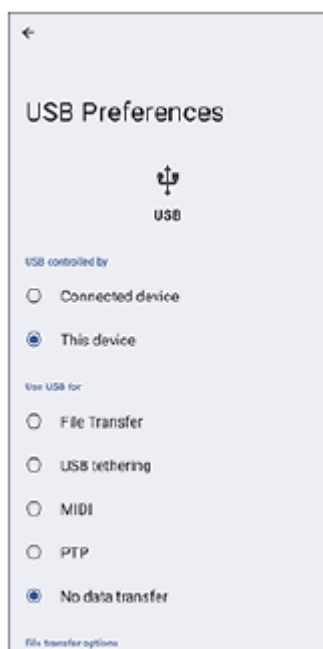 USB Preferences
USB
USB controlled by
Connected device
This device
Use USB for
File Transfer
USB tethering
MIDI
PTP
No data transfer
File transfer options